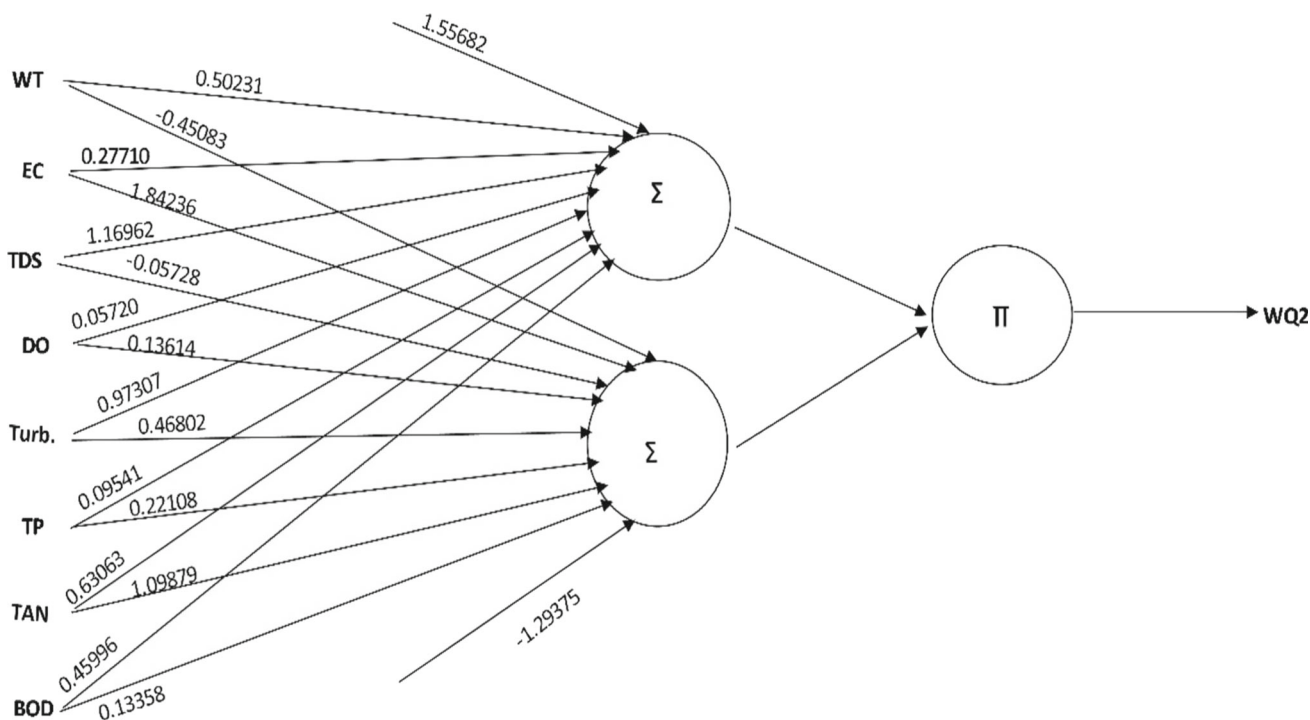 1.55682
WT
0.50231
-0.45083
EC
0.27710
1.84236
Σ
TDS
1.16962
-0.05728
DO
0.05720
0.13614
Π
WQ2
Turb.
0.97307
0.46802
Σ
TP
0.09541
0.22108
TAN
0.63063
1.09879
-1.29375
BOD
0.45996
0.13358